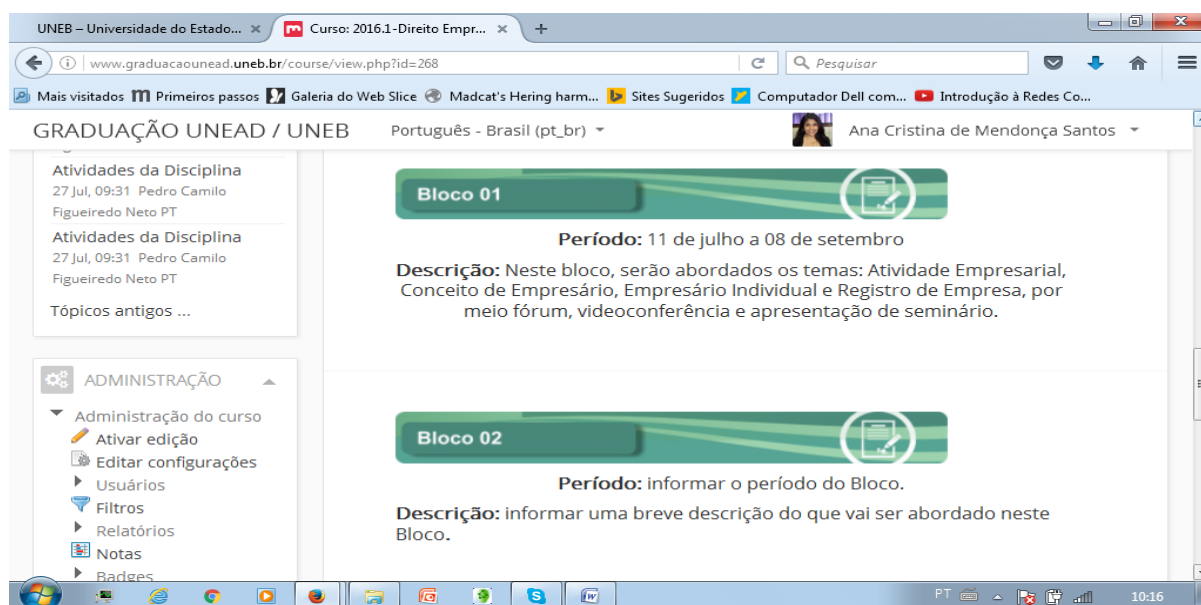 UNEB – Universidade do Estado...
Curso: 2016.1-Direito Empr...
www.graduacaounead.uneb.br/course/view.php?id=268
Pesquisar
Mais visitados
Primeiros passos
Galeria do Web Slice
Madcat's Hering harm...
Sites Sugeridos
Computador Dell com...
Introdução à Redes Co...
GRADUAÇÃO UNEAD / UNEB
Português - Brasil (pt_br)
Ana Cristina de Mendonça Santos
Atividades da Disciplina
27 Jul, 09:31 Pedro Camilo
Figueiredo Neto PT
Atividades da Disciplina
27 Jul, 09:31 Pedro Camilo
Figueiredo Neto PT
Tópicos antigos ...
ADMINISTRAÇÃO
Administração do curso
Ativar edição
Editar configurações
Usuários
Filtros
Relatórios
Notas
Badges
Bloco 01
Período: 11 de julho a 08 de setembro
Descrição: Neste bloco, serão abordados os temas: Atividade Empresarial,
Conceito de Empresário, Empresário Individual e Registro de Empresa, por
meio fórum, videoconferência e apresentação de seminário.
Bloco 02
Período: informar o período do Bloco.
Descrição: informar uma breve descrição do que vai ser abordado neste
Bloco.
PT
10:16